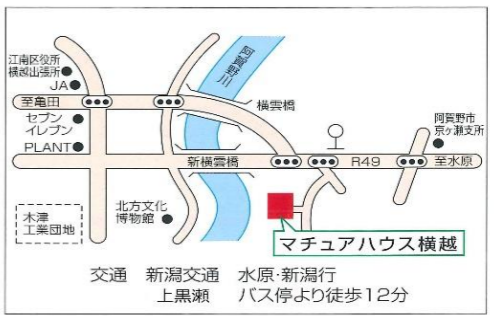 江南区役所
横越出張所
JA
至亀田
セブン
イレブン
PLANT
阿賀野川
横雲橋
新横雲橋
R49
阿賀野市
京ヶ瀬支所
至水原
木津
工業団地
北方文化
博物館
マチュアハウス横越
交通 新潟交通 水原・新潟行
上黒瀬 バス停より徒歩12分